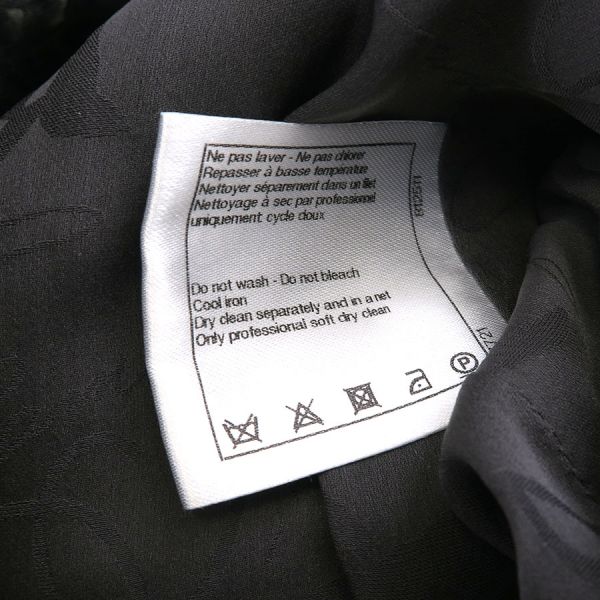 Ne pas laver - Ne pas chlorer
Repasser à basse température
Nettoyer séparement dans un filet
Nettoyage à sec par professionnel
uniquement cycle doux
Do not wash - Do not bleach
Cool iron
Dry clean separately and in a net
Only professional soft dry clean
P